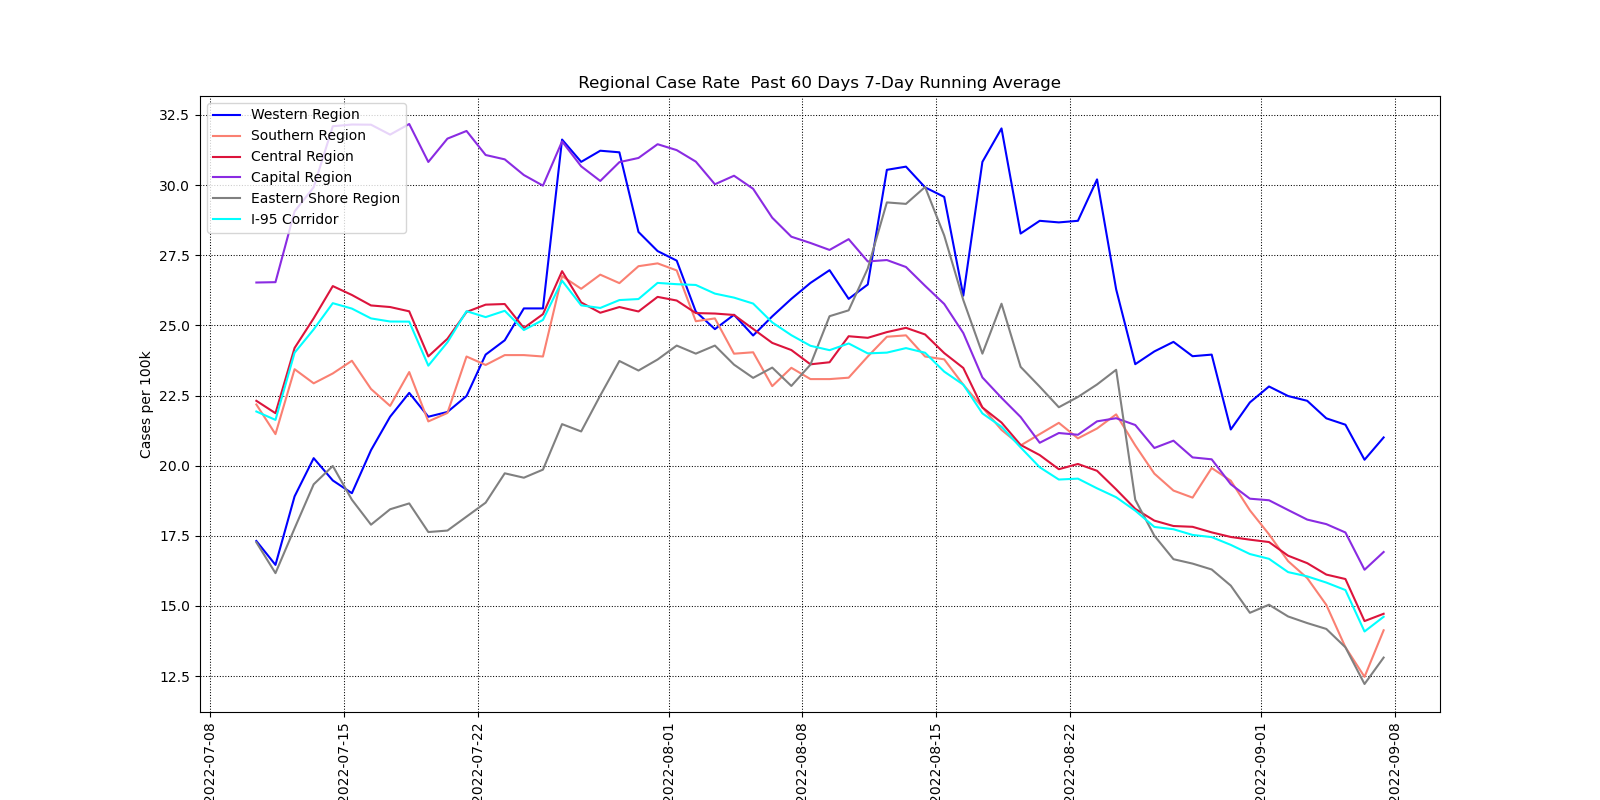 Regional Case Rate  Past 60 Days 7-Day Running Average
Cases per 100k
32.5
30.0
27.5
25.0
22.5
20.0
17.5
15.0
12.5
Western Region
Southern Region
Central Region
Capital Region
Eastern Shore Region
I-95 Corridor
2022-07-08
2022-07-15
2022-07-22
2022-08-01
2022-08-08
2022-08-15
2022-08-22
2022-09-01
2022-09-08